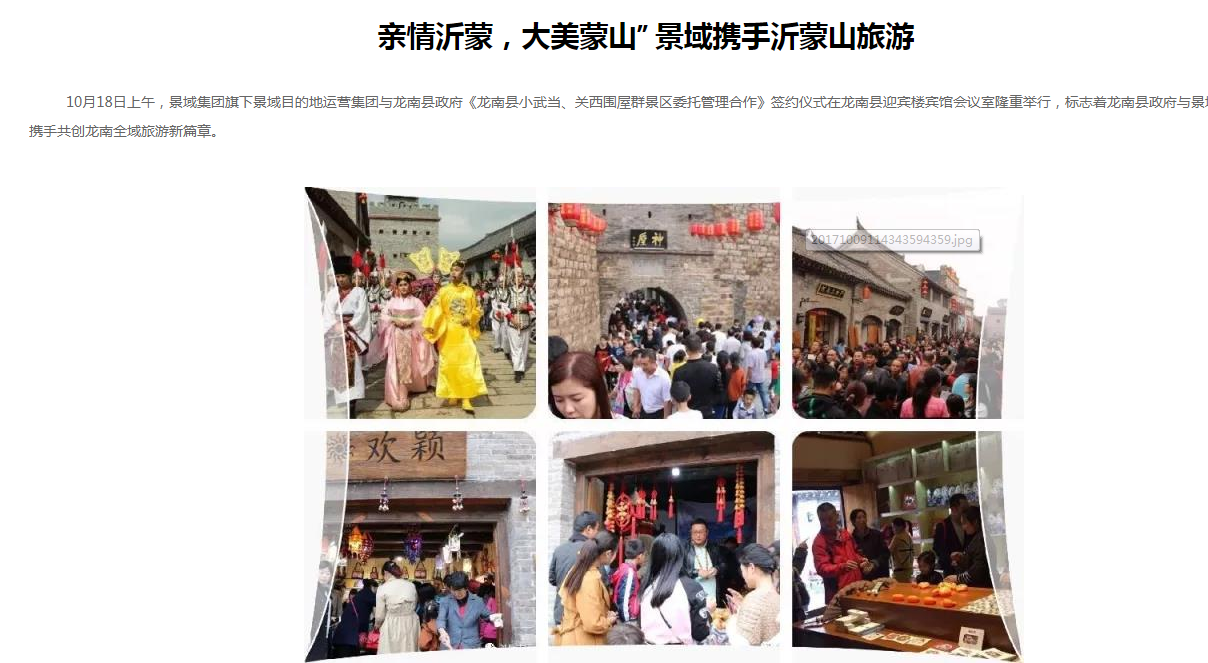 亲情沂蒙，大美蒙山” 景域携手沂蒙山旅游
10月18日上午，景域集团旗下景域目的地运营集团与龙南县政府《龙南县小武当、关西围屋群景区委托管理合作》签约仪式在龙南县迎宾楼宾馆会议室隆重举行，标志着龙南县政府与景
携手共创龙南全域旅游新篇章。
20171009114343594359.jpg
欢颖